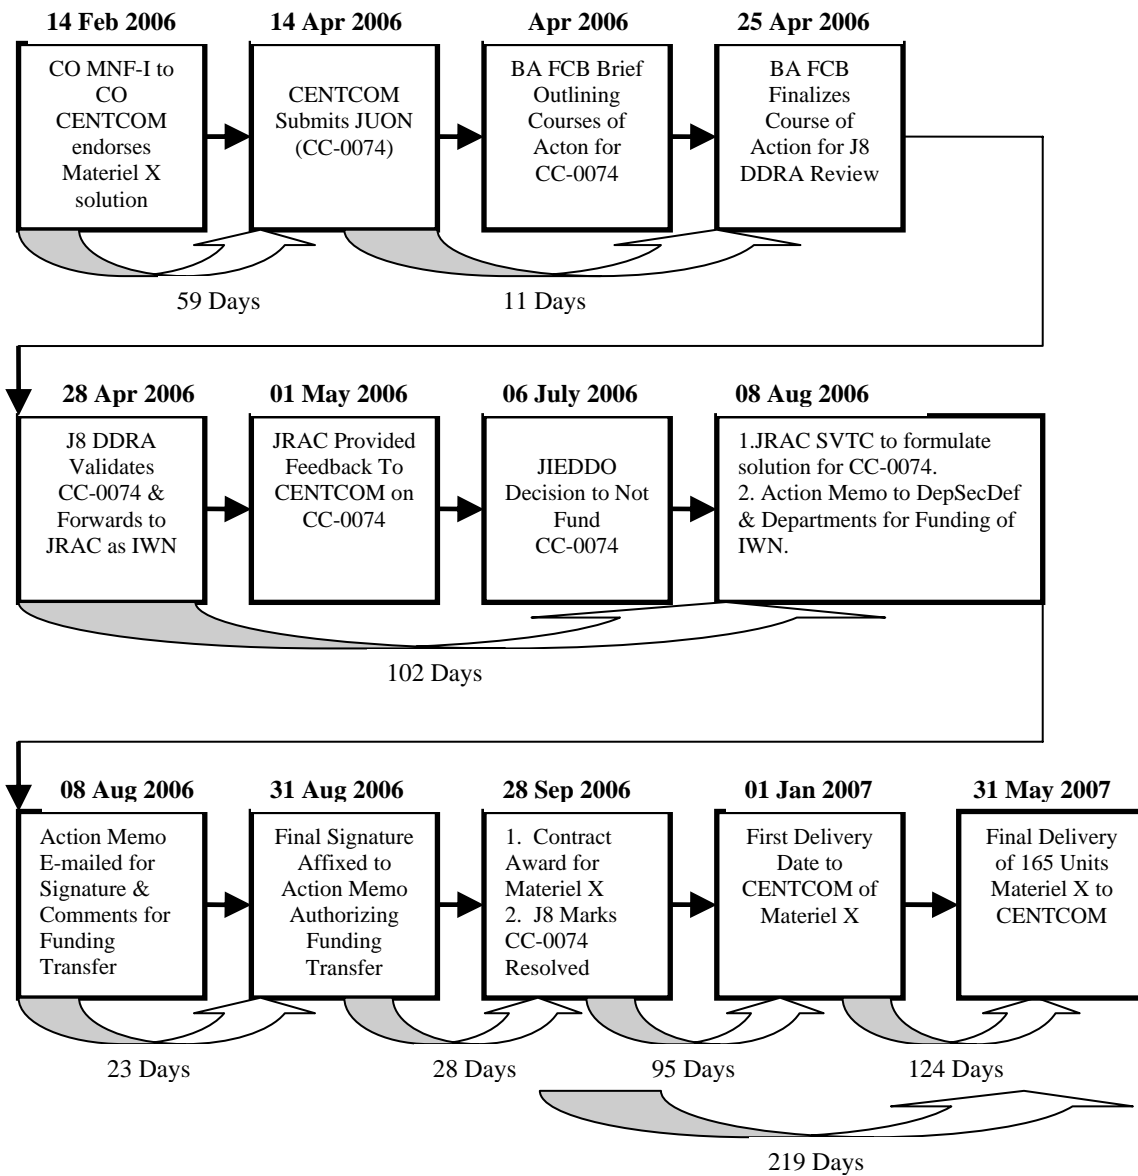 14 Feb 2006
14 Apr 2006
Apr 2006
25 Apr 2006
CO MNF-I to
CO
CENTCOM
endorses
Materiel X
solution
CENTCOM
Submits JUON
(CC-0074)
BA FCB Brief
Outlining
Courses of
Acton for
CC-0074
BA FCB
Finalizes
Course of
Action for J8
DDRA Review
59 Days
11 Days
28 Apr 2006
01 May 2006
06 July 2006
08 Aug 2006
J8 DDRA
Validates
CC-0074 &
Forwards to
JRAC as IWN
JRAC Provided
Feedback To
CENTCOM on
CC-0074
JIEDDO
Decision to Not
Fund
CC-0074
1.JRAC SVTC to formulate
solution for CC-0074.
2. Action Memo to DepSecDef
& Departments for Funding of
IWN.
102 Days
08 Aug 2006
31 Aug 2006
28 Sep 2006
01 Jan 2007
31 May 2007
Action Memo
E-mailed for
Signature &
Comments for
Funding
Transfer
Final Signature
Affixed to
Action Memo
Authorizing
Funding
Transfer
1. Contract
Award for
Materiel X
2. J8 Marks
CC-0074
Resolved
First Delivery
Date to
CENTCOM of
Materiel X
Final Delivery
of 165 Units
Materiel X to
CENTCOM
23 Days
28 Days
95 Days
124 Days
219 Days